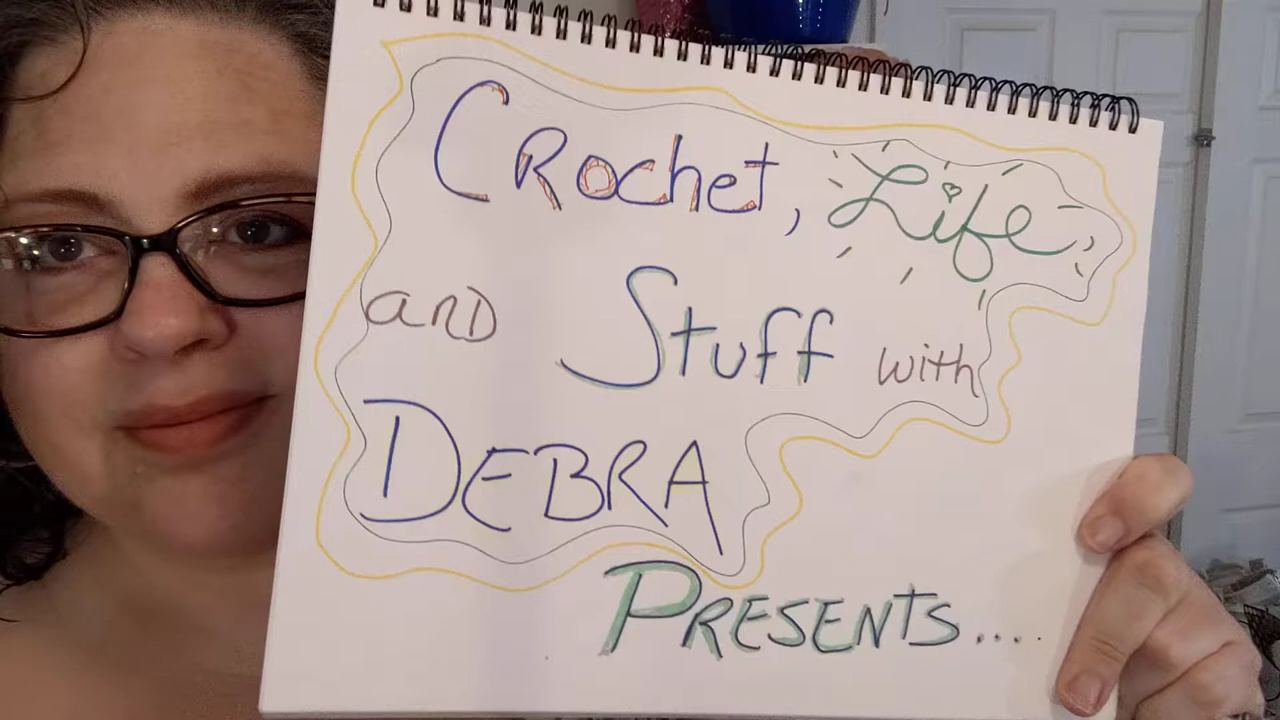 Crochet, Life,
and Stuff with
DEBRA
PRESENTS....